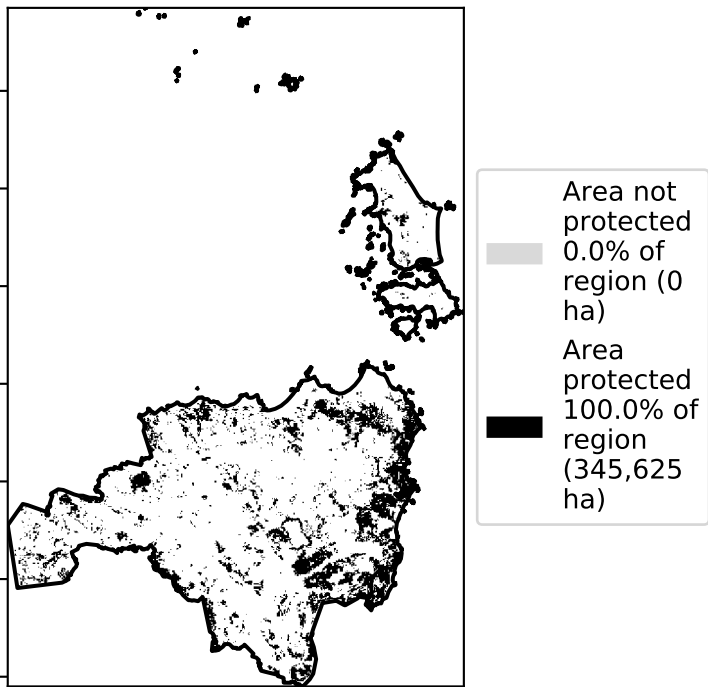 Area not
protected
0.0% of
region (0
ha)
Area
protected
100.0% of
region
(345,625
ha)